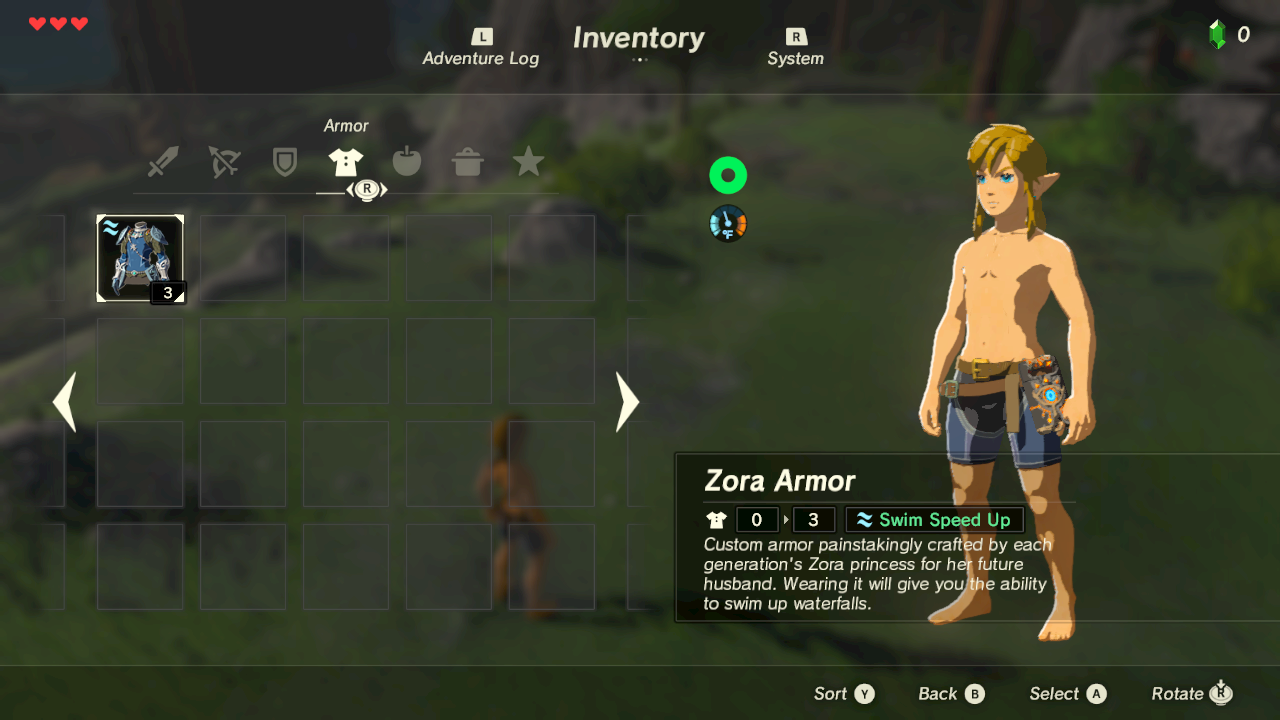 L
R
Inventory
0
Adventure Log
System
Armor
R
3
°F
Zora Armor
0 3 Swim Speed Up
Custom armor painstakingly crafted by each
generation's Zora princess for her future
husband. Wearing it will give you the ability
to swim up waterfalls.
Sort Y Back B Select A Rotate R